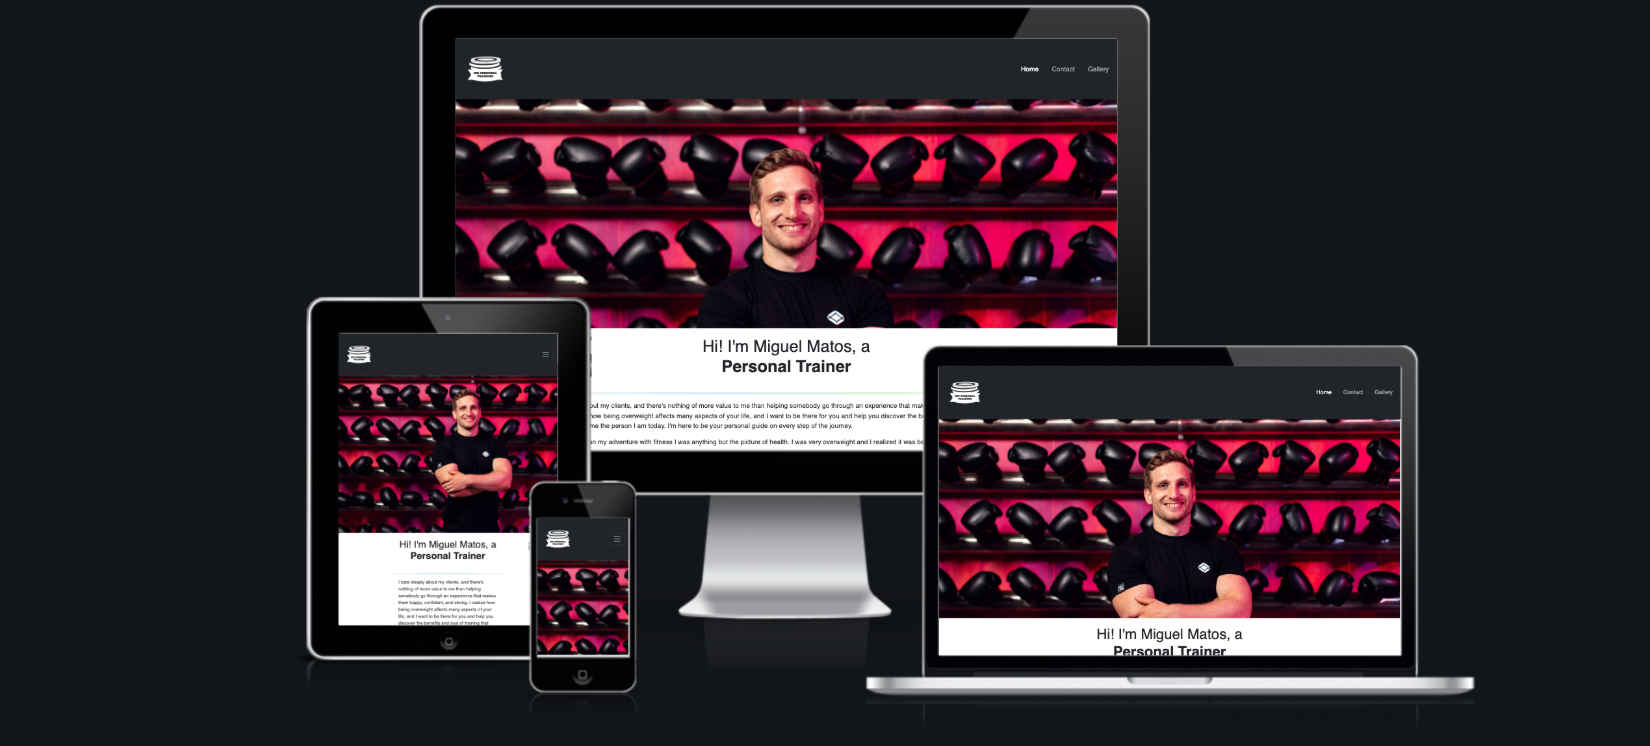 Home Contact Gallery
Hi! I'm Miguel Matos, a
Personal Trainer
out my clients, and there's nothing of more value to me than helping somebody go through an experience that mak
how being overweight affects many aspects of your life, and I want to be there for you and help you discover the b
me the person I am today. I'm here to be your personal guide on every step of the journey.
an my adventure with fitness I was anything but the picture of health. I was very overweight and I realized it was be
Hi! I'm Miguel Matos, a
Personal Trainer
I care deeply about my clients, and there's
nothing of more value to me than helping
somebody go through an experience that makes
them happy, confident, and strong. I realize how
being overweight affects many aspects of your
life, and I want to be there for you and help you
discover the benefits and joys of training that
Home Contact Gallery
Hi! I'm Miguel Matos, a
Personal Trainer